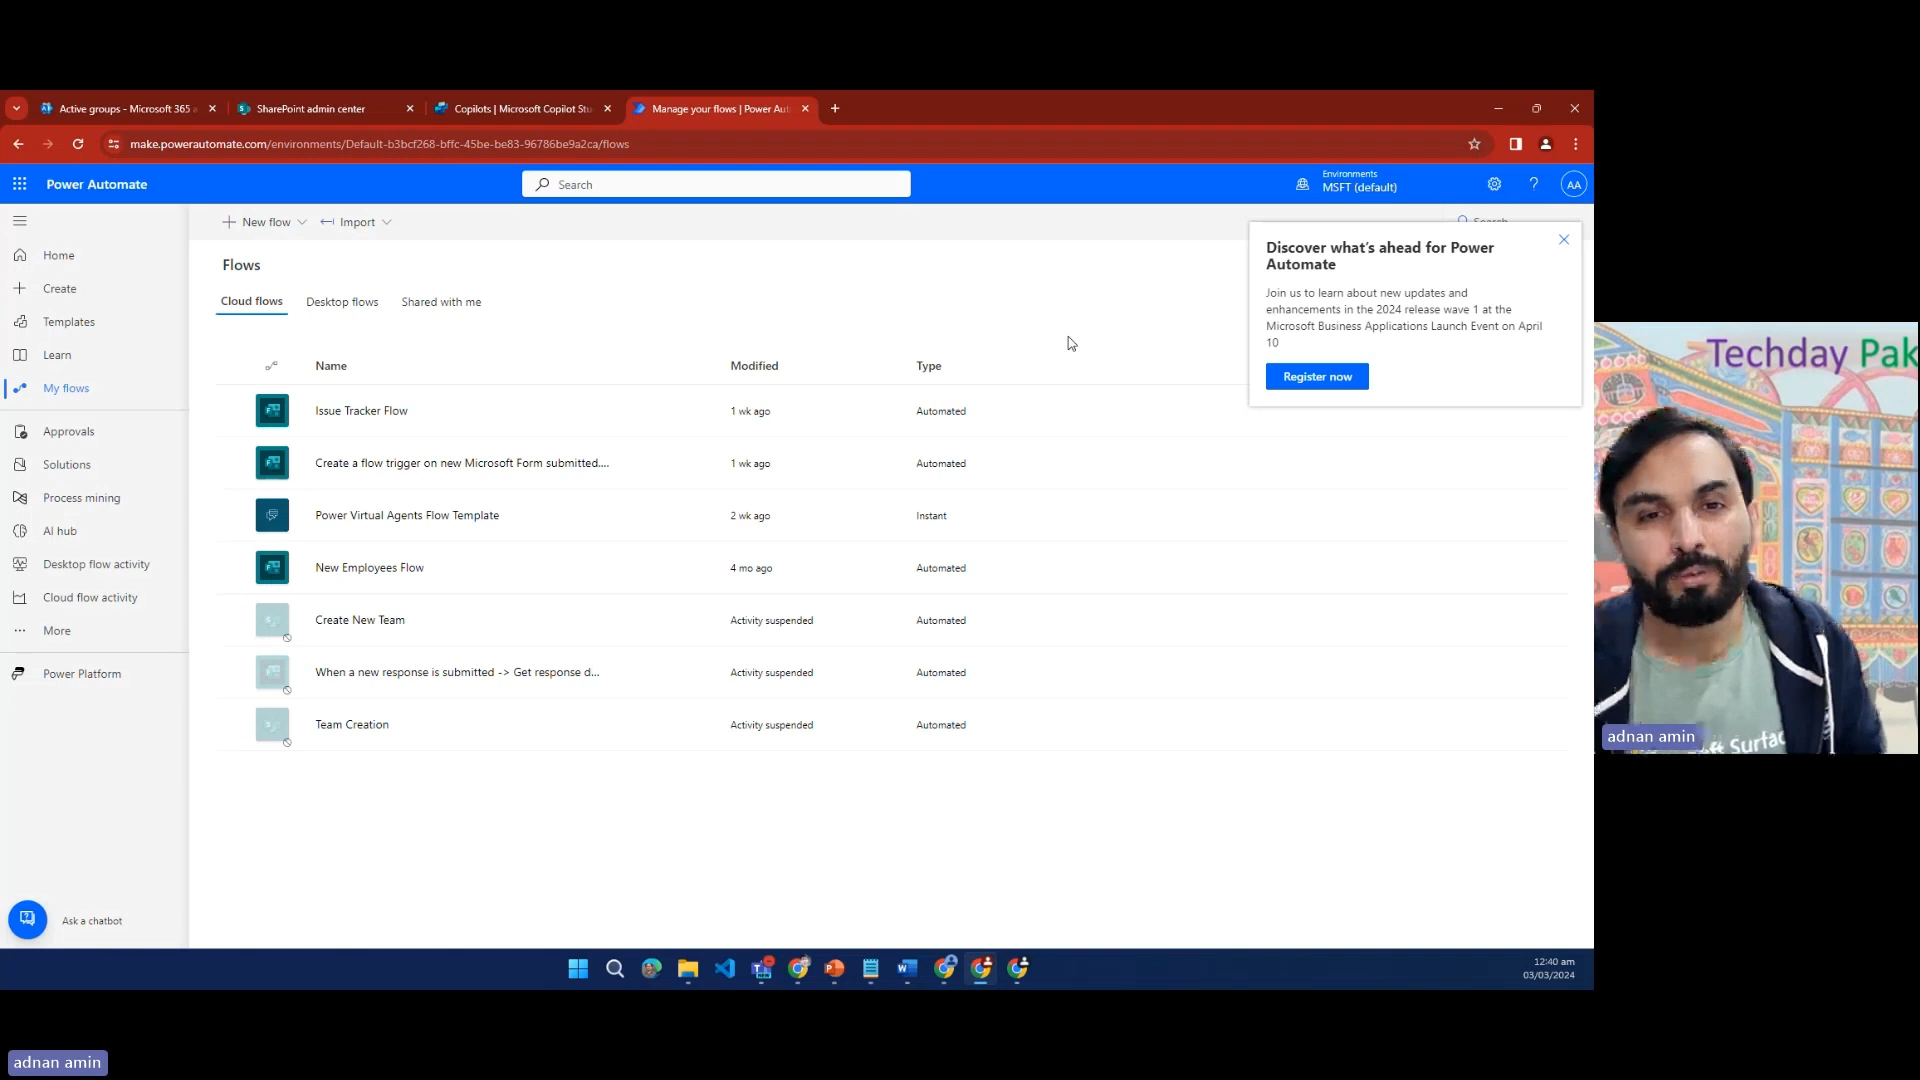 Active groups - Microsoft 365
SharePoint admin center
Copilots | Microsoft Copilot Stu
Manage your flows | Power Aut
make.powerautomate.com/environments/Default-b3bcf268-bffc-45be-be83-96786be9a2ca/flows
Power Automate
Search
Environments
MSFT (default)
AA
New flow
Import
Search
Home
Create
Templates
Learn
My flows
Approvals
Solutions
Process mining
AI hub
Desktop flow activity
Cloud flow activity
More
Power Platform
Ask a chatbot
Flows
Cloud flows
Desktop flows
Shared with me
Name Modified Type
Issue Tracker Flow 1 wk ago Automated
Create a flow trigger on new Microsoft Form submitted.... 1 wk ago Automated
Power Virtual Agents Flow Template 2 wk ago Instant
New Employees Flow 4 mo ago Automated
Create New Team Activity suspended Automated
When a new response is submitted -> Get response d... Activity suspended Automated
Team Creation Activity suspended Automated
Discover what's ahead for Power
Automate
Join us to learn about new updates and
enhancements in the 2024 release wave 1 at the
Microsoft Business Applications Launch Event on April
10
Register now
Techday Pak
adnan amin
ft Surfac
12:40 am
03/03/2024
adnan amin